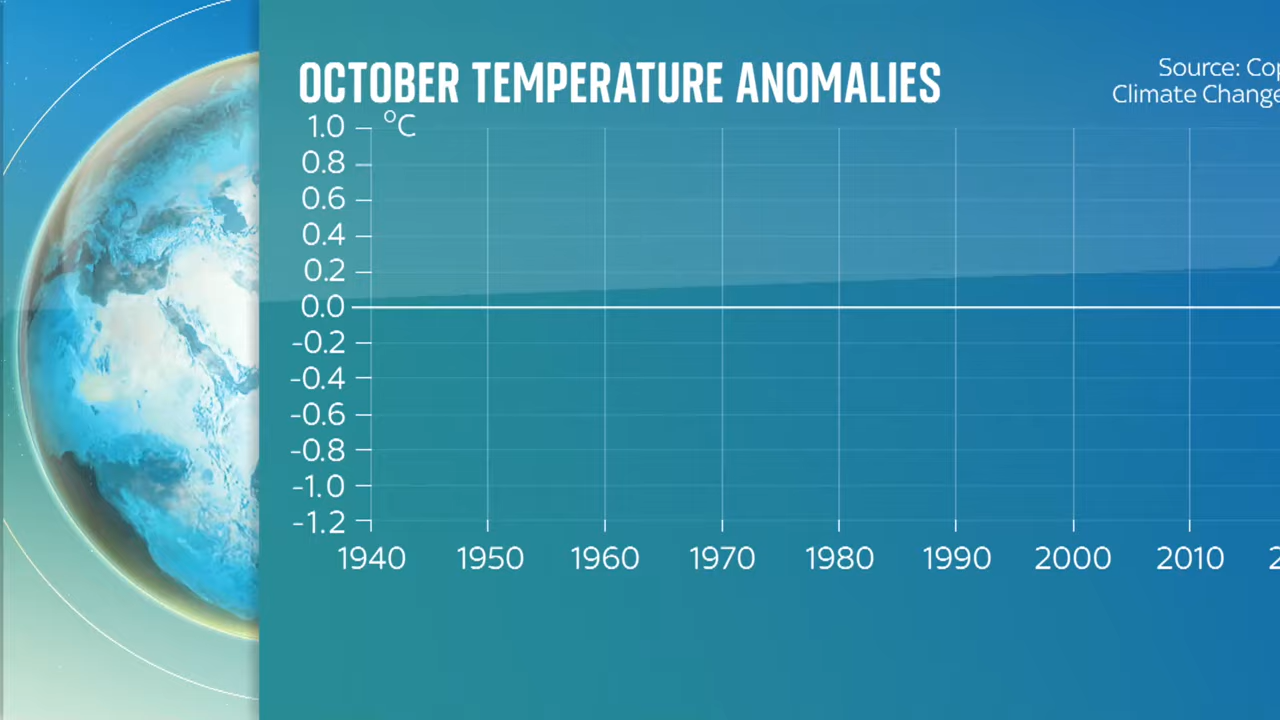 OCTOBER TEMPERATURE ANOMALIES
Source:
Climate Change
°C
1.0
0.8
0.6
0.4
0.2
0.0
-0.2
-0.4
-0.6
-0.8
-1.0
-1.2
1940 1950 1960 1970 1980 1990 2000 2010